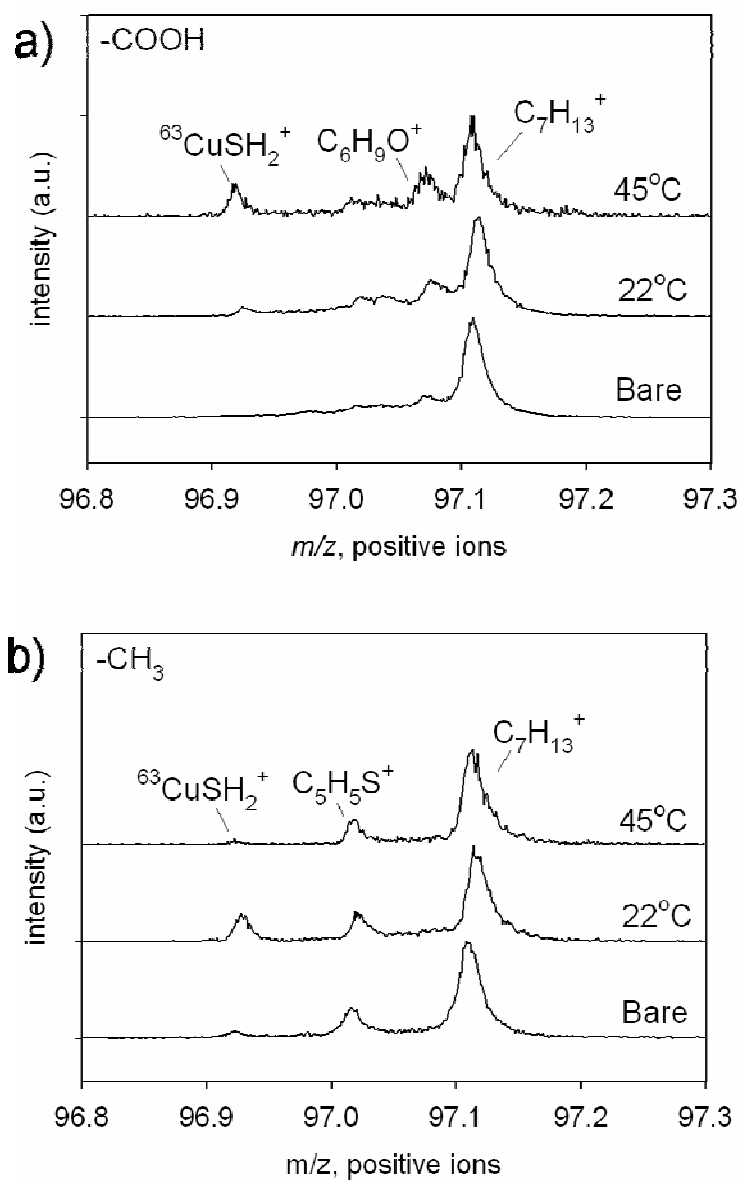 a)
-COOH
⁶³CuSH₂⁺
C₆H₉O⁺
C₇H₁₃⁺
45°C
22°C
Bare
intensity (a.u.)
96.8 96.9 97.0 97.1 97.2 97.3
m/z, positive ions
b)
-CH₃
⁶³CuSH₂⁺
C₅H₅S⁺
C₇H₁₃⁺
45°C
22°C
Bare
intensity (a.u.)
96.8 96.9 97.0 97.1 97.2 97.3
m/z, positive ions